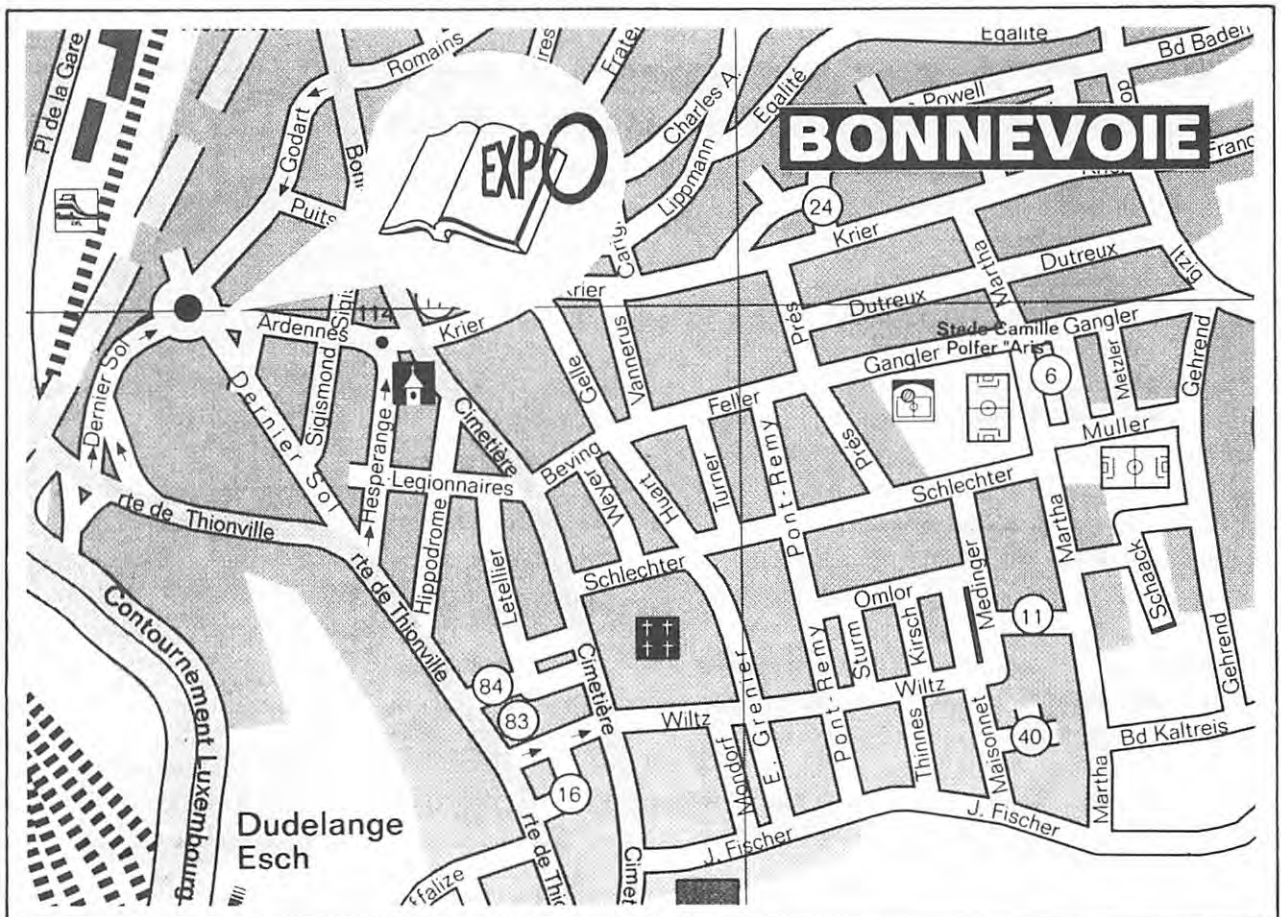 Egalité
Bd Baden
Romains
Pl de la Gare
Charles A.
Egalité
Powell
BONNEVOIE
Godart
EXPO
Lippmann
Puits
24
Krier
Martha
Dutreux
Dutreux
114
Ardennes
Krier
Vannerus
Prés
Stade Camille
Polfer "Aris"
Gangler
Gangler
Metzler
Gehrend
6
Dernier Sol
Dernier Sol
Sigismond
Gelle
Feller
Muller
Cimetière
Hesperange
Beving
Weyer
Huart
Turner
Pont-Remy
Prés
Schlechter
Legionnaires
rte de Thionville
Hippodrome
Letellier
Schlechter
Medinger
Martha
Schaack
Omlor
11
Contournement Luxembourg
rte de Thionville
Pont-Remy
Sturm
Kirsch
Gehrend
84
83
Cimetière
Wiltz
Wiltz
Mondorf
E. Grenier
Thinnes
Maisonnet
40
Bd Kaltreis
16
Martha
Dudelange
Esch
J. Fischer
J. Fischer